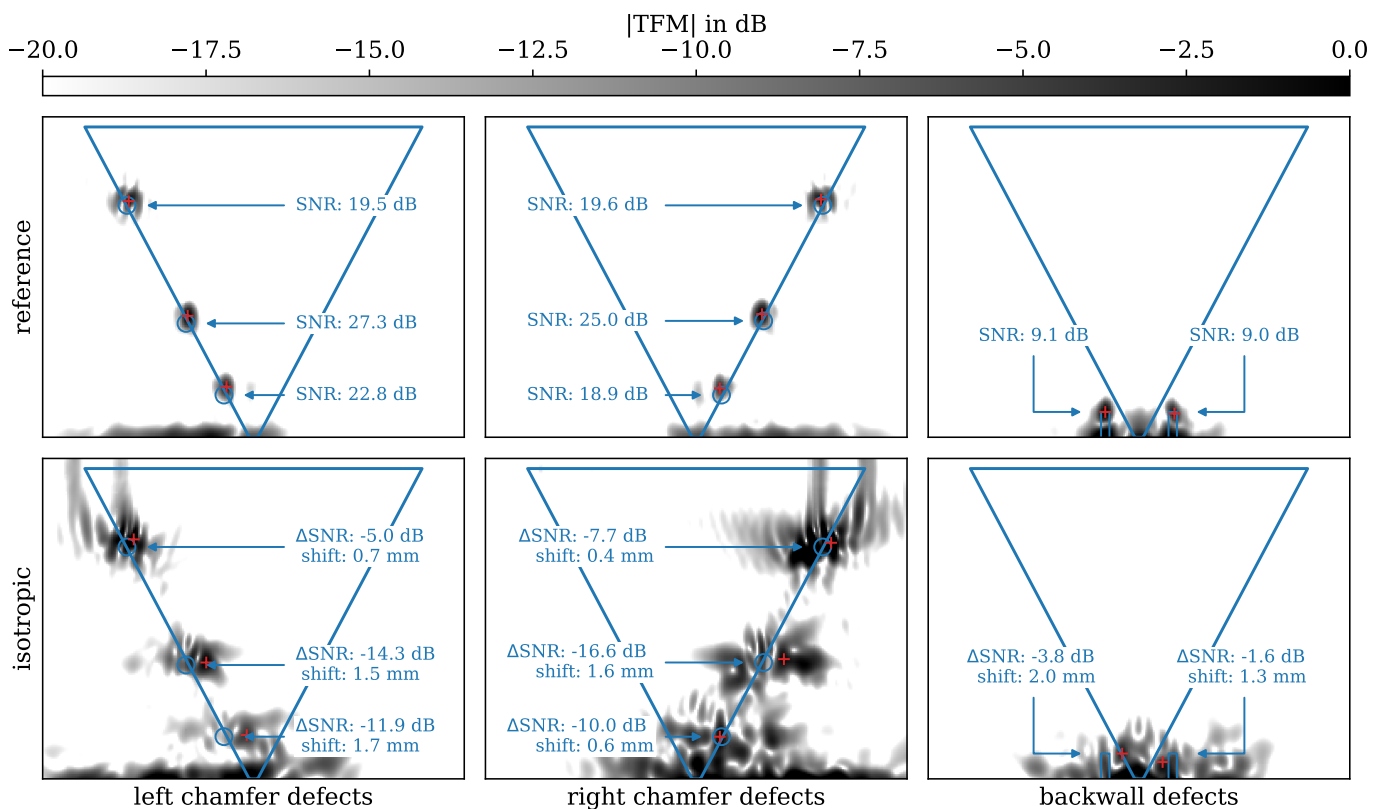 |TFM| in dB
−20.0 −17.5 −15.0 −12.5 −10.0 −7.5 −5.0 −2.5 0.0
reference
SNR: 19.5 dB
SNR: 27.3 dB
SNR: 22.8 dB
SNR: 19.6 dB
SNR: 25.0 dB
SNR: 18.9 dB
SNR: 9.1 dB
SNR: 9.0 dB
isotropic
ΔSNR: -5.0 dB
shift: 0.7 mm
ΔSNR: -14.3 dB
shift: 1.5 mm
ΔSNR: -11.9 dB
shift: 1.7 mm
ΔSNR: -7.7 dB
shift: 0.4 mm
ΔSNR: -16.6 dB
shift: 1.6 mm
ΔSNR: -10.0 dB
shift: 0.6 mm
ΔSNR: -3.8 dB
shift: 2.0 mm
ΔSNR: -1.6 dB
shift: 1.3 mm
left chamfer defects
right chamfer defects
backwall defects